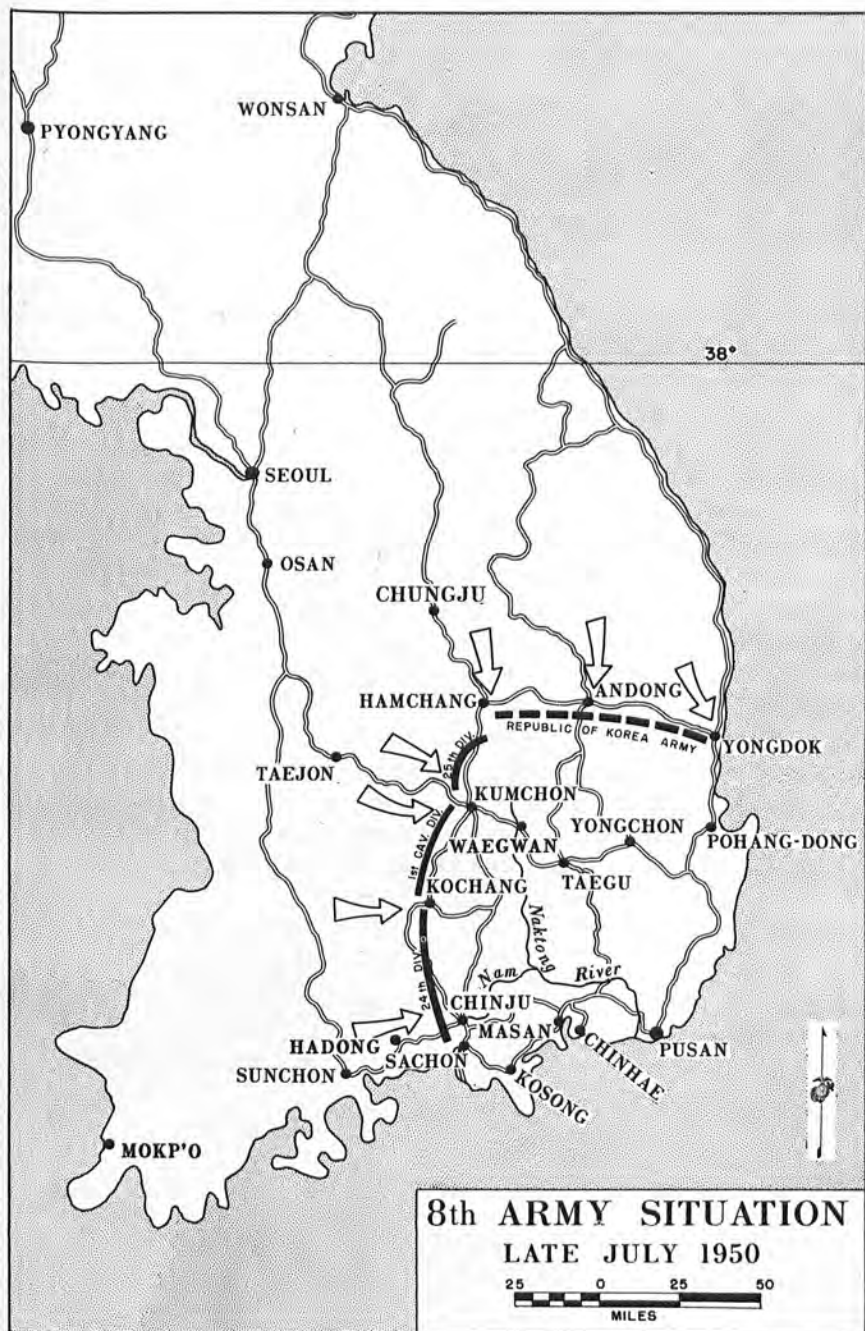 WONSAN
PYONGYANG
38°
SEOUL
OSAN
CHUNGJU
HAMCHANG
ANDONG
REPUBLIC OF KOREA ARMY
YONGDOK
25th DIV.
TAEJON
KUMCHON
1st CAV. DIV.
WAEGWAN
YONGCHON
POHANG-DONG
TAEGU
KOCHANG
Naktong
Nam River
24th DIV.
CHINJU
MASAN
HADONG
SACHON
CHINHAE
PUSAN
SUNCHON
KOSONG
MOKP'O
8th ARMY SITUATION
LATE JULY 1950
25 0 25 50
MILES